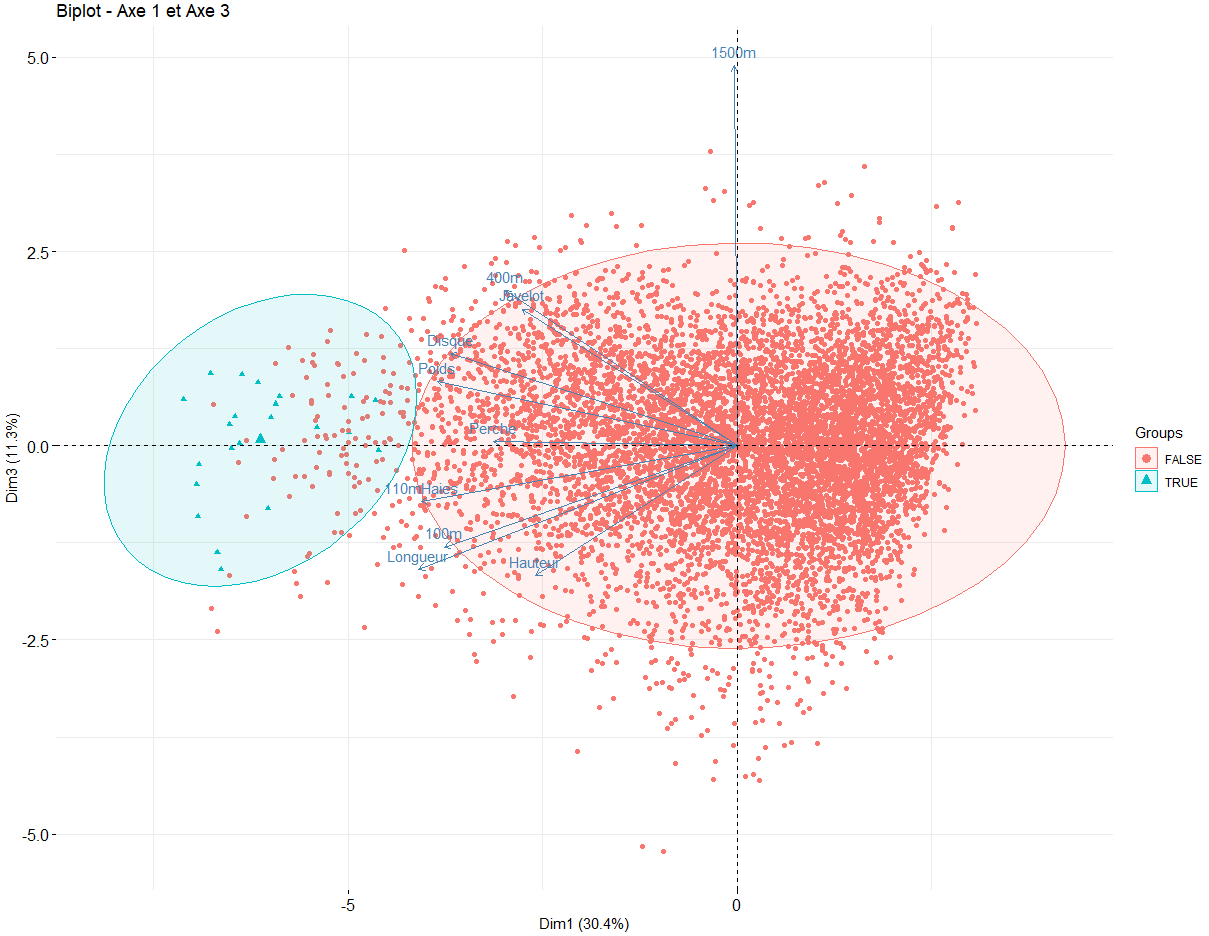 Biplot - Axe 1 et Axe 3
5.0
2.5
0.0
-2.5
-5.0
Dim3 (11.3%)
1500m
400m
Javelot
Disque
Poids
Perche
110mHaies
100m
Longueur
Hauteur
-5
0
Dim1 (30.4%)
Groups
FALSE
TRUE